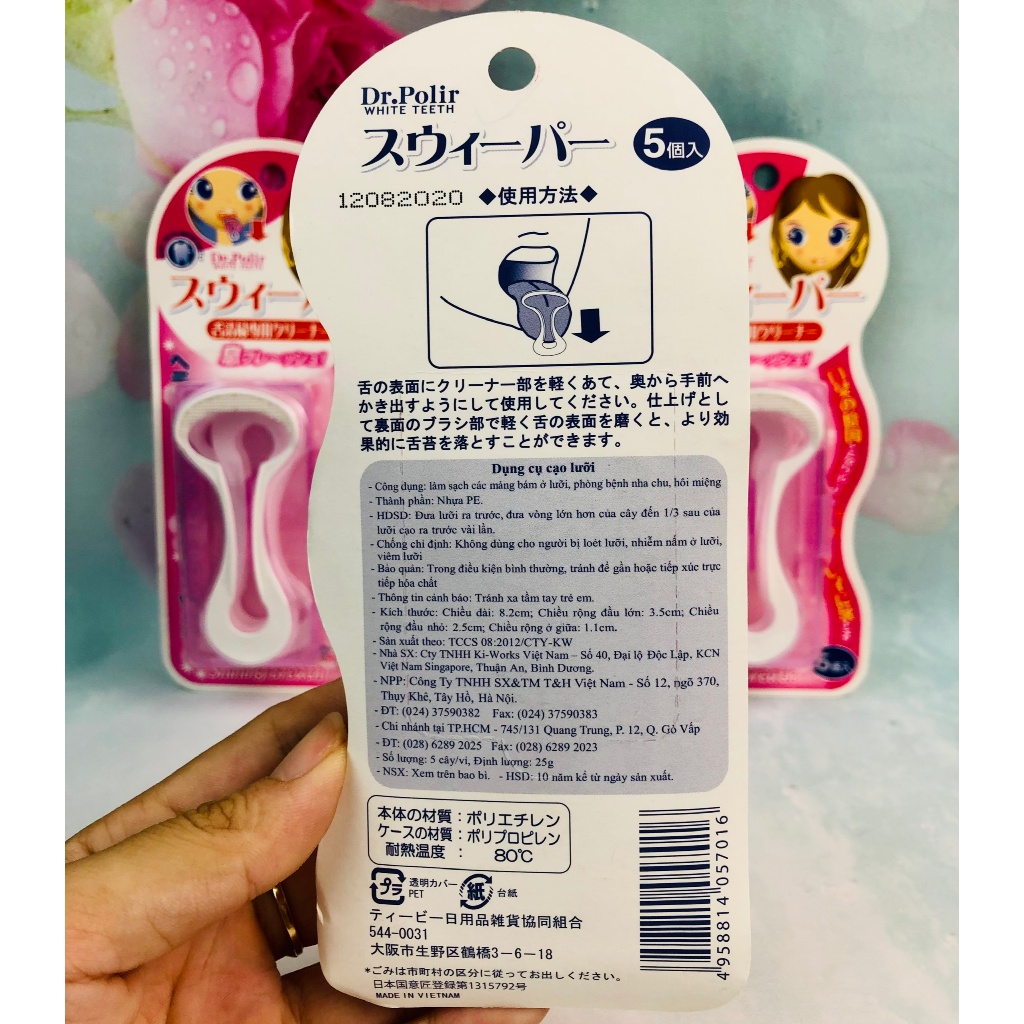 Dr.Polir
WHITE TEETH
スウィーパー
5個入
12082020
◆使用方法◆
舌の表面にクリーナー部を軽くあて、奥から手前へ
かき出すようにして使用してください。仕上げとし
て裏面のブラシ部で軽く舌の表面を磨くと、より効
果的に舌苔を落とすことができます。
Dụng cụ cạo lưỡi
- Công dụng: làm sạch các mảng bám ở lưỡi, phòng bệnh nha chu, hôi miệng
- Thành phần: Nhựa PE.
- HDSD: Đưa lưỡi ra trước, đưa vòng lớn hơn của cây đến 1/3 sau của
lưỡi cạo ra trước vài lần.
- Chống chỉ định: Không dùng cho người bị loét lưỡi, nhiễm nấm ở lưỡi,
viêm lưỡi
- Bảo quản: Trong điều kiện bình thường, tránh để gần hoặc tiếp xúc trực
tiếp hóa chất
- Thông tin cảnh báo: Tránh xa tầm tay trẻ em.
- Kích thước: Chiều dài: 8.2cm; Chiều rộng đầu lớn: 3.5cm; Chiều
rộng đầu nhỏ: 2.5cm; Chiều rộng ở giữa: 1.1cm.
- Sản xuất theo: TCCS 08:2012/CTY-KW
- Nhà SX: Cty TNHH Ki-Works Việt Nam – Số 40, Đại lộ Độc Lập, KCN
Việt Nam Singapore, Thuận An, Bình Dương.
- NPP: Công Ty TNHH SX&TM T&H Việt Nam - Số 12, ngõ 370,
Thụy Khê, Tây Hồ, Hà Nội.
- ĐT: (024) 37590382 Fax: (024) 37590383
- Chi nhánh tại TP.HCM - 745/131 Quang Trung, P. 12, Q. Gò Vấp
- ĐT: (028) 6289 2025 Fax: (028) 6289 2023
- Số lượng: 5 cây/vỉ, Định lượng: 25g
- NSX: Xem trên bao bì. - HSD: 10 năm kể từ ngày sản xuất.
本体の材質：ポリエチレン
ケースの材質：ポリプロピレン
耐熱温度 ： 80℃
プラ 透明カバー
PET
紙 台紙
ティービー日用品雑貨協同組合
544-0031
大阪市生野区鶴橋3－6－18
*ごみは市町村の区分に従ってお出しください。
日本国意匠登録第1315792号
MADE IN VIETNAM
4958814057016
Dr.Polir
スウィー